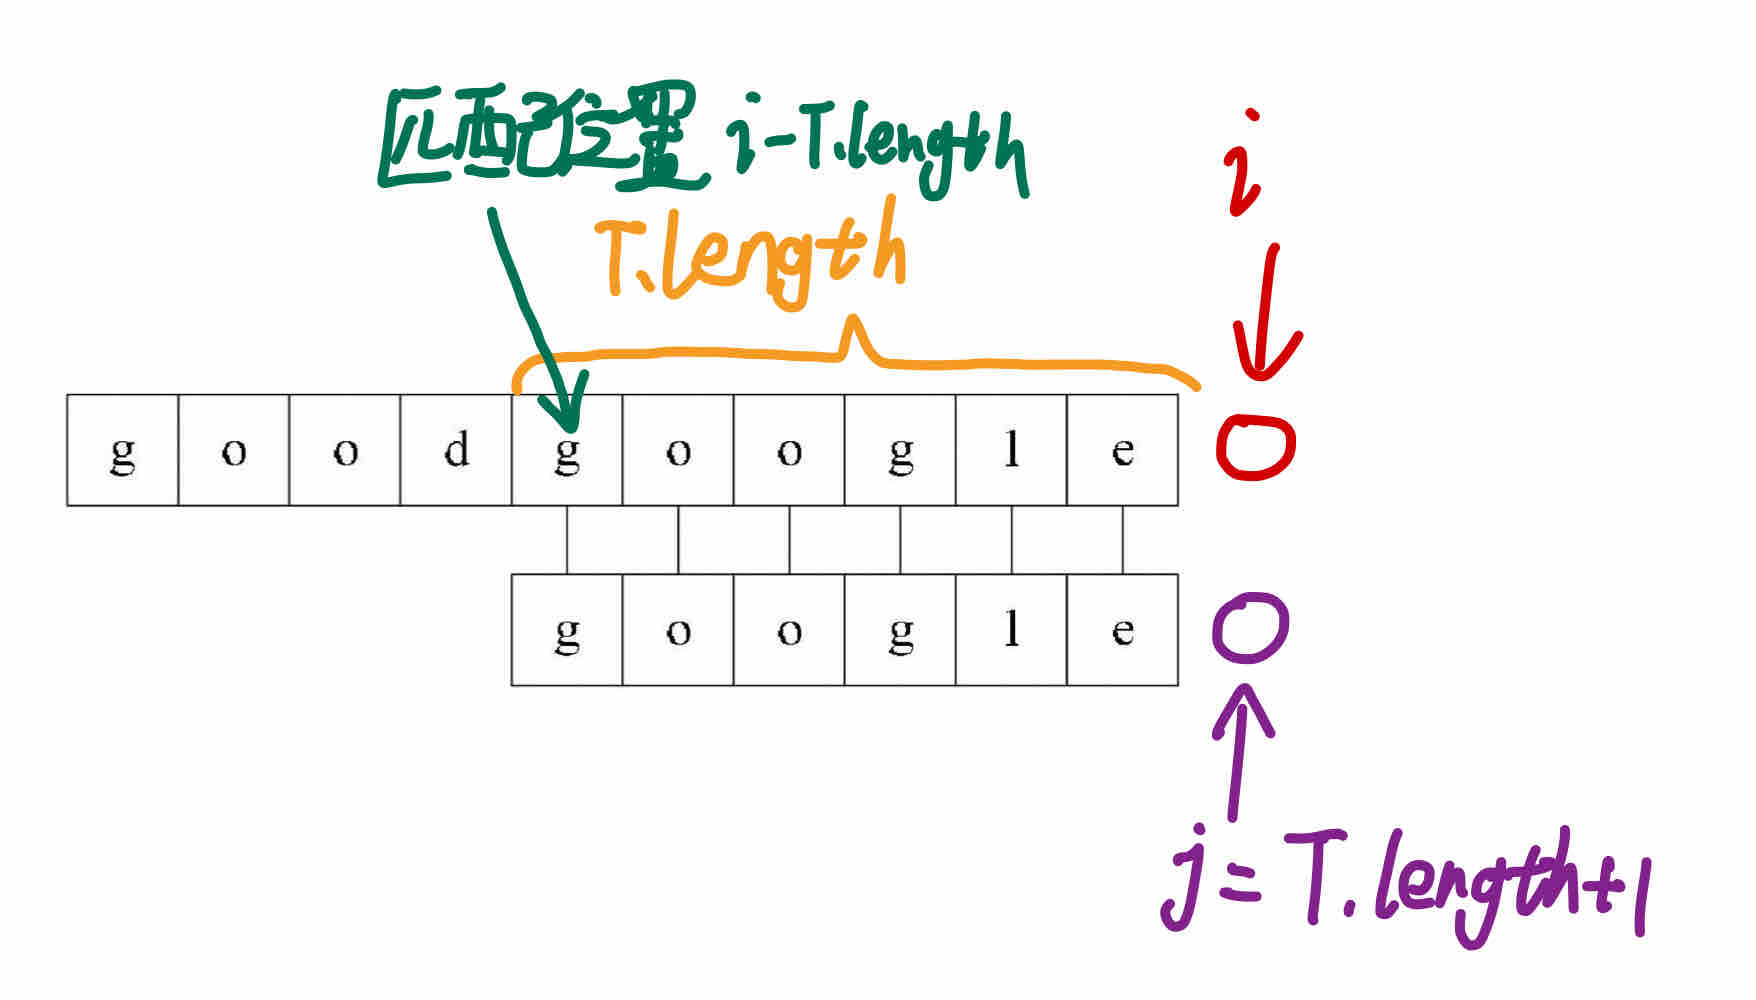 匹配位置 i-T.length
i
T.length
g o o d g o o g l e
g o o g l e
j=T.length+1